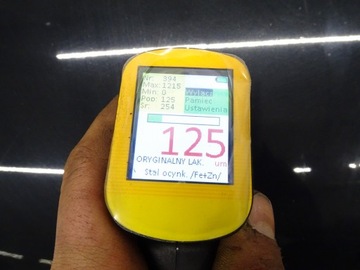 Nr: 394
Max: 1215
Min: 0
Pop: 125
Śr: 254
Wyłącz
Pamięć
Ustawienia
125
um
ORYGINALNY LAK.
Stal ocynk. /Fe+Zn/